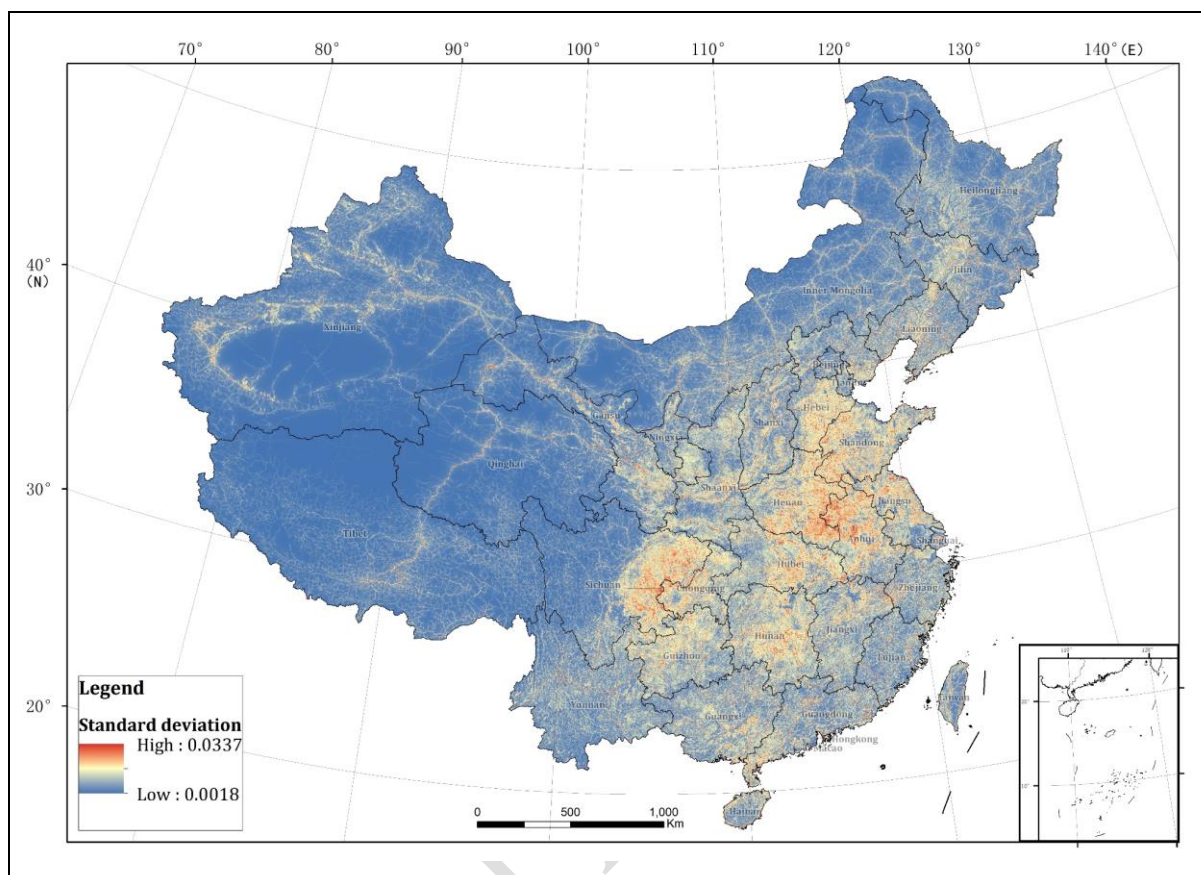 70° 80° 90° 100° 110° 120° 130° 140° (E)
40°
(N)
30°
20°
Heilongjiang
Jilin
Inner Mongolia
Liaoning
Xinjiang
Beijing
Tianjin
Hebei
Gansu
Shanxi
Ningxia
Shandong
Qinghai
Shaanxi
Henan
Jiangsu
Tibet
Anhui
Shanghai
Hubei
Sichuan
Chongqing
Zhejiang
Hunan
Jiangxi
Guizhou
Fujian
Taiwan
Yunnan
Guangxi
Guangdong
Hongkong
Macao
Hainan
Legend
Standard deviation
High : 0.0337
Low : 0.0018
0 500 1,000
Km